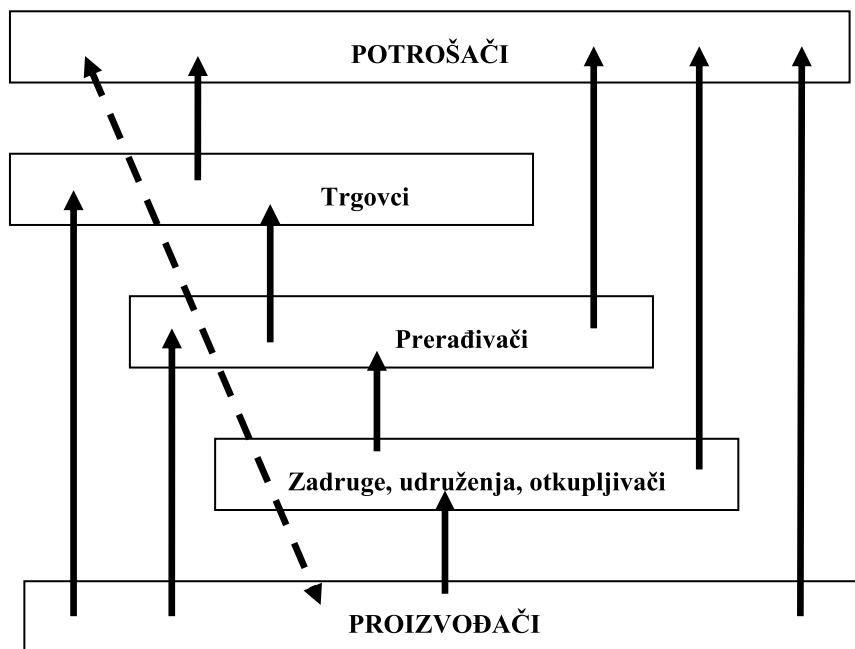 POTROŠAČI
Trgovci
Prerađivači
Zadruge, udruženja, otkupljivači
PROIZVOĐAČI